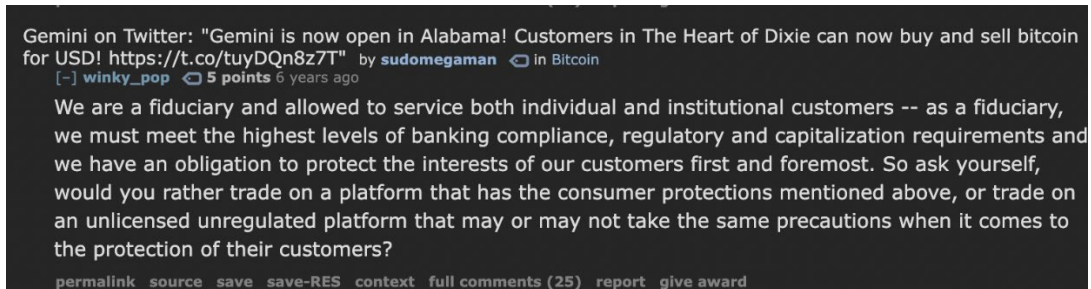 Gemini on Twitter: "Gemini is now open in Alabama! Customers in The Heart of Dixie can now buy and sell bitcoin
for USD! https://t.co/tuyDQn8z7T" by sudomegaman in Bitcoin
[-] winky_pop 5 points 6 years ago
We are a fiduciary and allowed to service both individual and institutional customers -- as a fiduciary,
we must meet the highest levels of banking compliance, regulatory and capitalization requirements and
we have an obligation to protect the interests of our customers first and foremost. So ask yourself,
would you rather trade on a platform that has the consumer protections mentioned above, or trade on
an unlicensed unregulated platform that may or may not take the same precautions when it comes to
the protection of their customers?
permalink source save save-RES context full comments (25) report give award